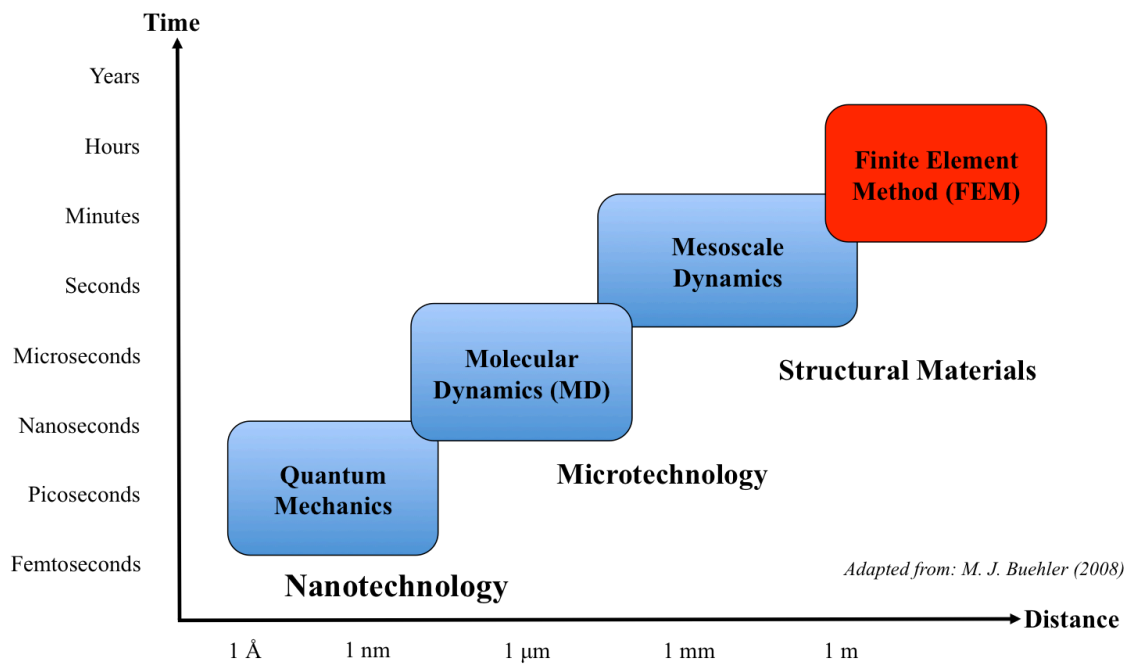 Time
Years
Hours
Minutes
Seconds
Microseconds
Nanoseconds
Picoseconds
Femtoseconds
Finite Element
Method (FEM)
Mesoscale
Dynamics
Molecular
Dynamics (MD)
Quantum
Mechanics
Structural Materials
Microtechnology
Nanotechnology
Adapted from: M. J. Buehler (2008)
Distance
1 Å
1 nm
1 μm
1 mm
1 m